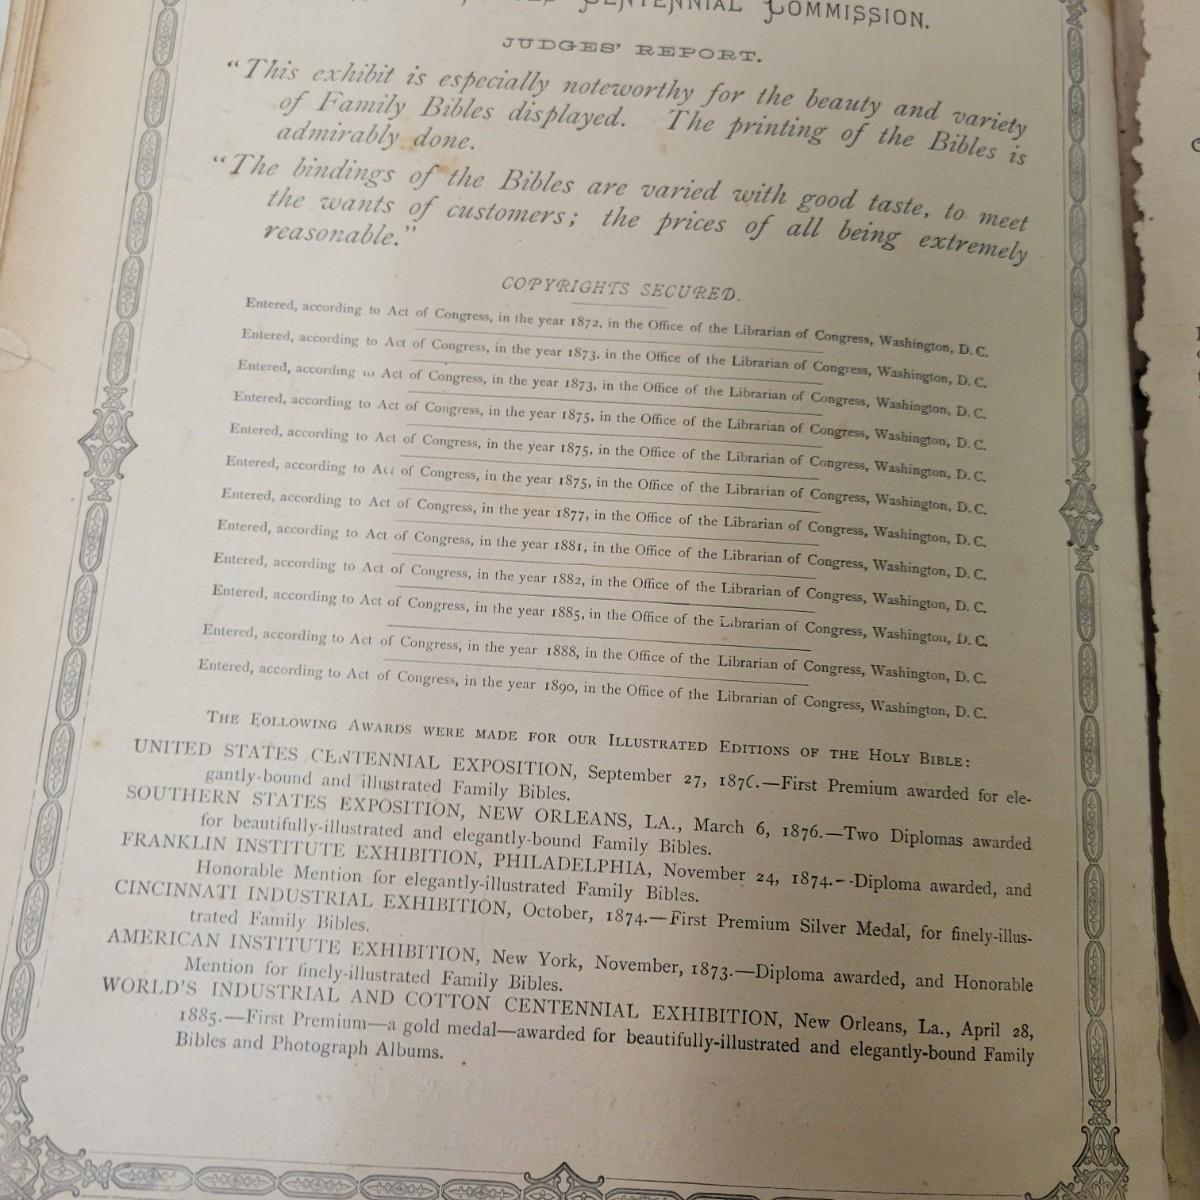 CENTENNIAL COMMISSION.
JUDGES' REPORT.
"This exhibit is especially noteworthy for the beauty and variety
of Family Bibles displayed. The printing of the Bibles is
admirably done.
"The bindings of the Bibles are varied with good taste, to meet
the wants of customers; the prices of all being extremely
reasonable."
COPYRIGHTS SECURED.
Entered, according to Act of Congress, in the year 1872, in the Office of the Librarian of Congress, Washington, D. C.
Entered, according to Act of Congress, in the year 1873, in the Office of the Librarian of Congress, Washington, D. C.
Entered, according to Act of Congress, in the year 1873, in the Office of the Librarian of Congress, Washington, D. C.
Entered, according to Act of Congress, in the year 1875, in the Office of the Librarian of Congress, Washington, D. C.
Entered, according to Act of Congress, in the year 1875, in the Office of the Librarian of Congress, Washington, D. C.
Entered, according to Act of Congress, in the year 1875, in the Office of the Librarian of Congress, Washington, D. C.
Entered, according to Act of Congress, in the year 1877, in the Office of the Librarian of Congress, Washington, D. C.
Entered, according to Act of Congress, in the year 1881, in the Office of the Librarian of Congress, Washington, D. C.
Entered, according to Act of Congress, in the year 1882, in the Office of the Librarian of Congress, Washington, D. C.
Entered, according to Act of Congress, in the year 1885, in the Office of the Librarian of Congress, Washington, D. C.
Entered, according to Act of Congress, in the year 1888, in the Office of the Librarian of Congress, Washington, D. C.
Entered, according to Act of Congress, in the year 1890, in the Office of the Librarian of Congress, Washington, D. C.
THE FOLLOWING AWARDS WERE MADE FOR OUR ILLUSTRATED EDITIONS OF THE HOLY BIBLE:
UNITED STATES CENTENNIAL EXPOSITION, September 27, 1876.—First Premium awarded for ele-
gantly-bound and illustrated Family Bibles.
SOUTHERN STATES EXPOSITION, NEW ORLEANS, LA., March 6, 1876.—Two Diplomas awarded
for beautifully-illustrated and elegantly-bound Family Bibles.
FRANKLIN INSTITUTE EXHIBITION, PHILADELPHIA, November 24, 1874.--Diploma awarded, and
Honorable Mention for elegantly-illustrated Family Bibles.
CINCINNATI INDUSTRIAL EXHIBITION, October, 1874.—First Premium Silver Medal, for finely-illus-
trated Family Bibles.
AMERICAN INSTITUTE EXHIBITION, New York, November, 1873.—Diploma awarded, and Honorable
Mention for finely-illustrated Family Bibles.
WORLD'S INDUSTRIAL AND COTTON CENTENNIAL EXHIBITION, New Orleans, La., April 28,
1885.—First Premium—a gold medal—awarded for beautifully-illustrated and elegantly-bound Family
Bibles and Photograph Albums.